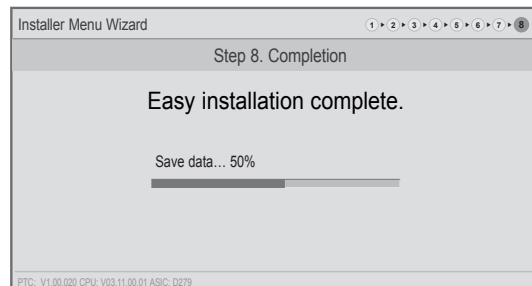 Installer Menu Wizard 1 2 3 4 5 6 7 8
Step 8. Completion
Easy installation complete.
Save data... 50%
PTC: V1.00.020 CPU: V03.11.00.01 ASIC: D279